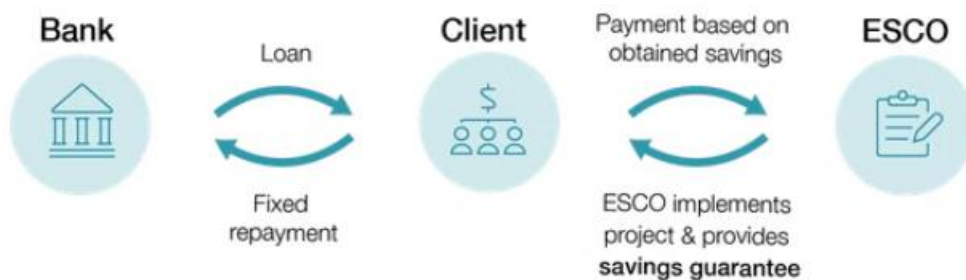 Bank
Client
ESCO
Loan
Payment based on
obtained savings
$
Fixed
repayment
ESCO implements
project & provides
savings guarantee